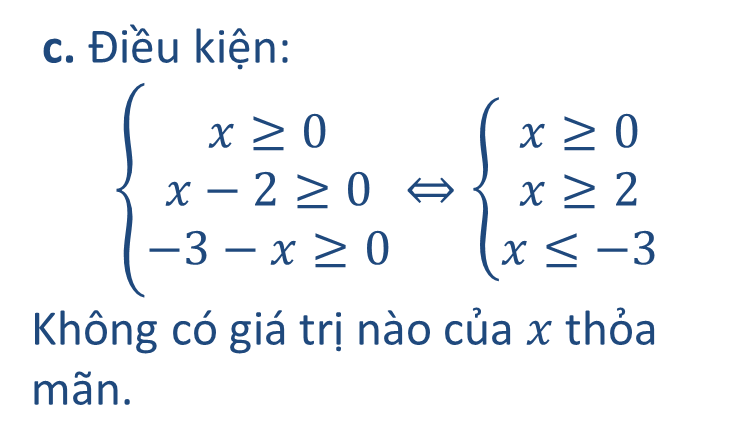 c. Điều kiện:
{ x ≥ 0 { x ≥ 0
x − 2 ≥ 0 ⇔ x ≥ 2
−3 − x ≥ 0 x ≤ −3
Không có giá trị nào của x thỏa
mãn.